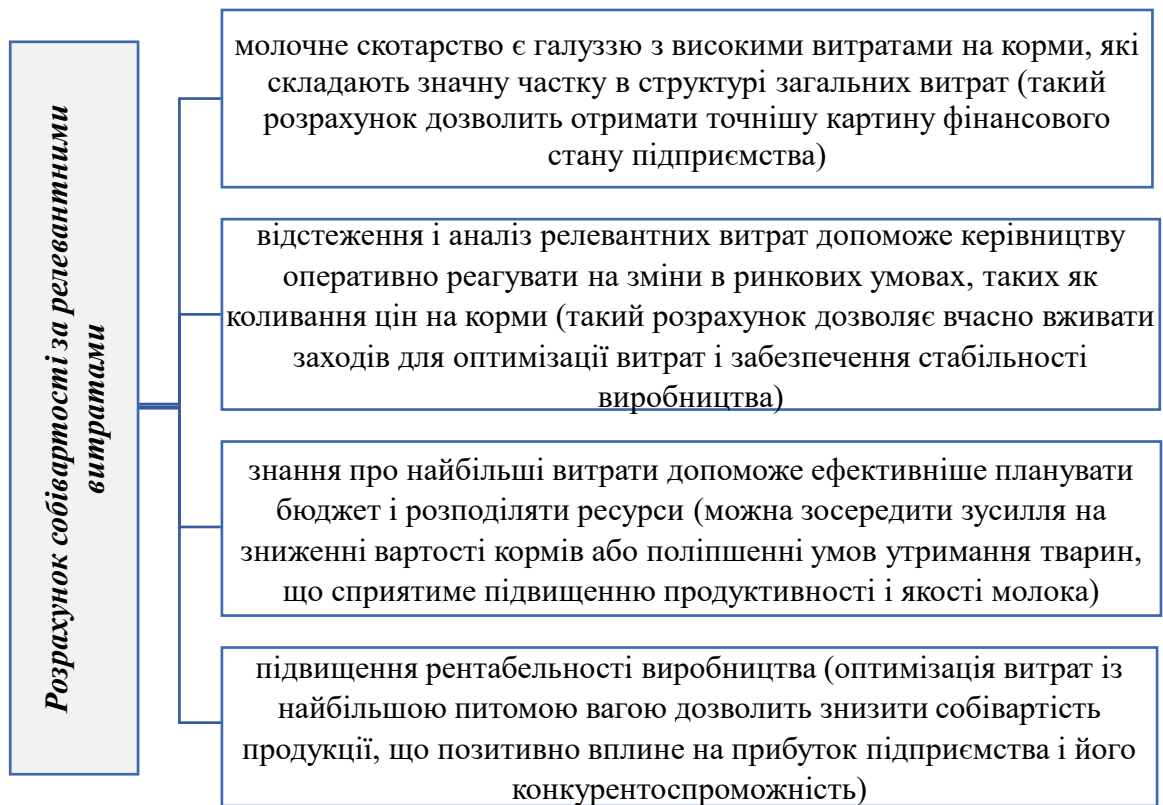 Розрахунок собівартості за релевантними
витратами
молочне скотарство є галуззю з високими витратами на корми, які
складають значну частку в структурі загальних витрат (такий
розрахунок дозволить отримати точнішу картину фінансового
стану підприємства)
відстеження і аналіз релевантних витрат допоможе керівництву
оперативно реагувати на зміни в ринкових умовах, таких як
коливання цін на корми (такий розрахунок дозволяє вчасно вживати
заходів для оптимізації витрат і забезпечення стабільності
виробництва)
знання про найбільші витрати допоможе ефективніше планувати
бюджет і розподіляти ресурси (можна зосередити зусилля на
зниженні вартості кормів або поліпшенні умов утримання тварин,
що сприятиме підвищенню продуктивності і якості молока)
підвищення рентабельності виробництва (оптимізація витрат із
найбільшою питомою вагою дозволить знизити собівартість
продукції, що позитивно вплине на прибуток підприємства і його
конкурентоспроможність)